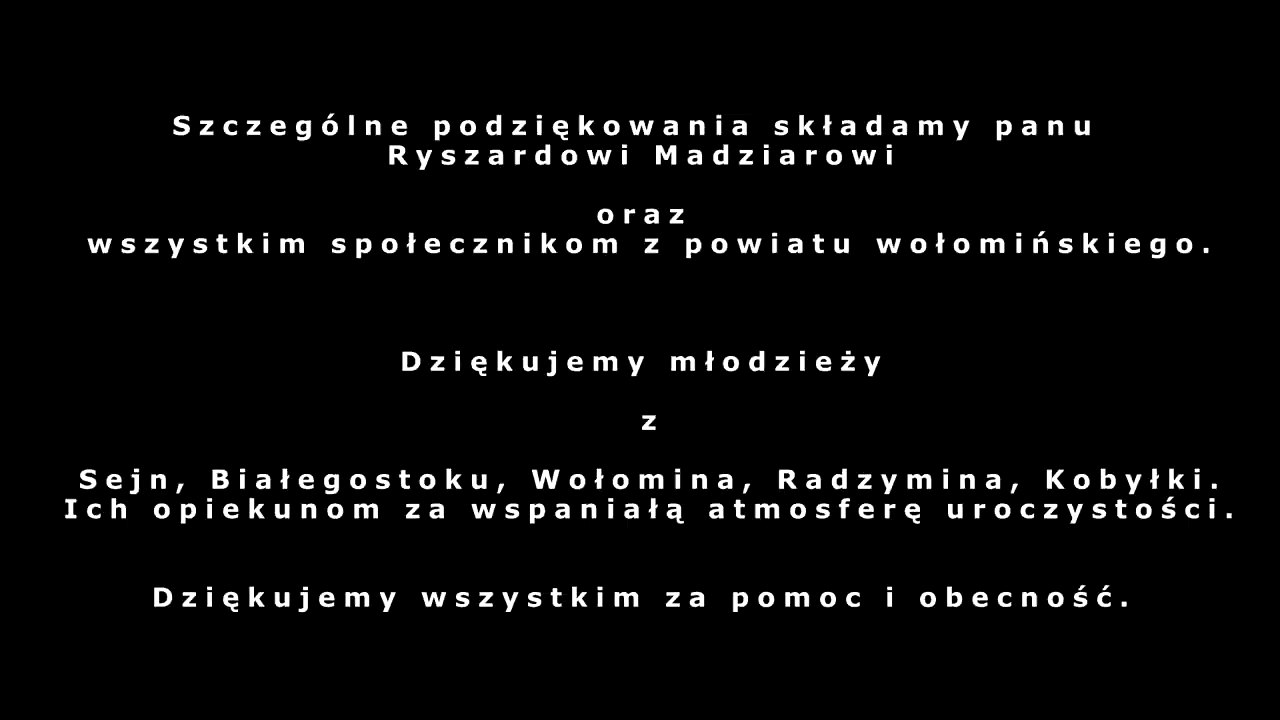 Szczególne podziękowania składamy panu
Ryszardowi Madziarowi
oraz
wszystkim społecznikom z powiatu wołomińskiego.
Dziękujemy młodzieży
z
Sejn, Białegostoku, Wołomina, Radzymina, Kobyłki.
Ich opiekunom za wspaniałą atmosferę uroczystości.
Dziękujemy wszystkim za pomoc i obecność.